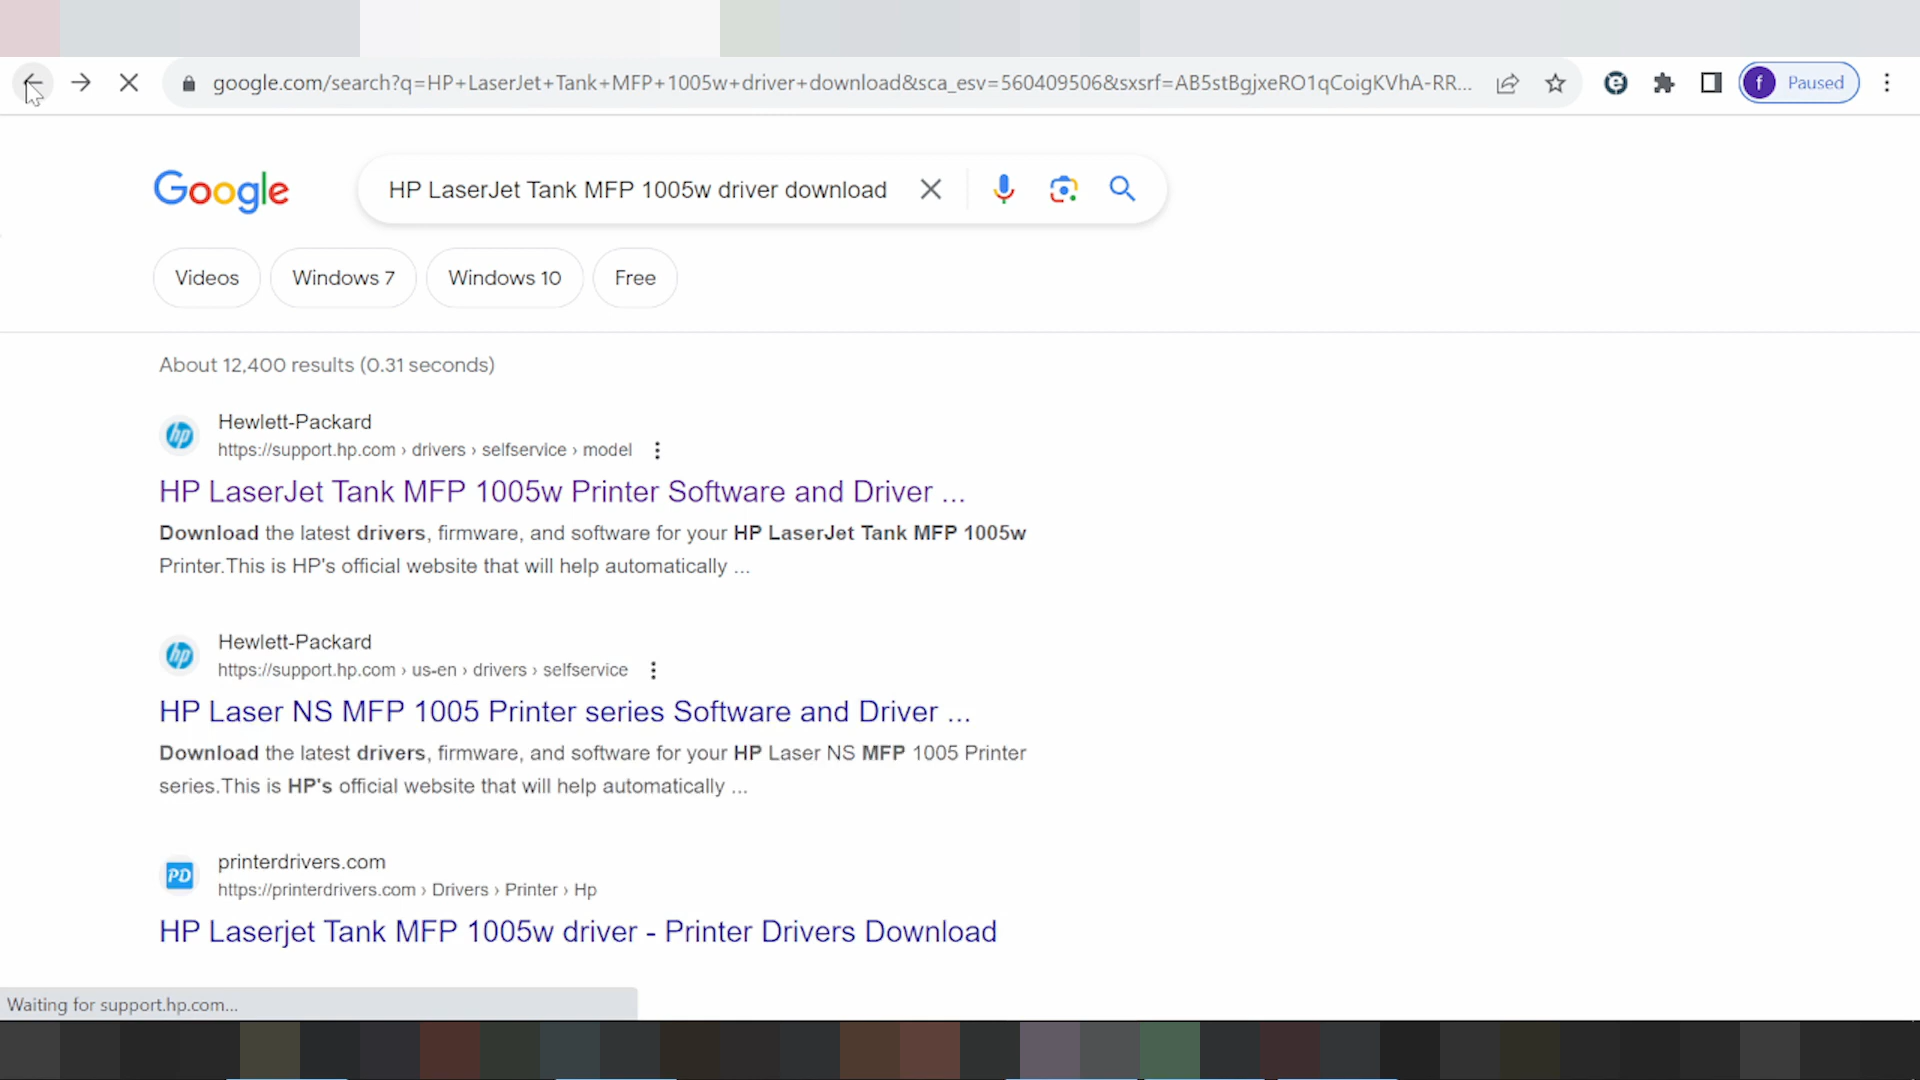 google.com/search?q=HP+LaserJet+Tank+MFP+1005w+driver+download&sca_esv=560409506&sxsrf=AB5stBgjxeRO1qCoigKVhA-RR...
f Paused
Google
HP LaserJet Tank MFP 1005w driver download
Videos
Windows 7
Windows 10
Free
About 12,400 results (0.31 seconds)
hp
Hewlett-Packard
https://support.hp.com › drivers › selfservice › model
HP LaserJet Tank MFP 1005w Printer Software and Driver ...
Download the latest drivers, firmware, and software for your HP LaserJet Tank MFP 1005w
Printer.This is HP's official website that will help automatically ...
hp
Hewlett-Packard
https://support.hp.com › us-en › drivers › selfservice
HP Laser NS MFP 1005 Printer series Software and Driver ...
Download the latest drivers, firmware, and software for your HP Laser NS MFP 1005 Printer
series.This is HP's official website that will help automatically ...
PD
printerdrivers.com
https://printerdrivers.com › Drivers › Printer › Hp
HP Laserjet Tank MFP 1005w driver - Printer Drivers Download
Waiting for support.hp.com...